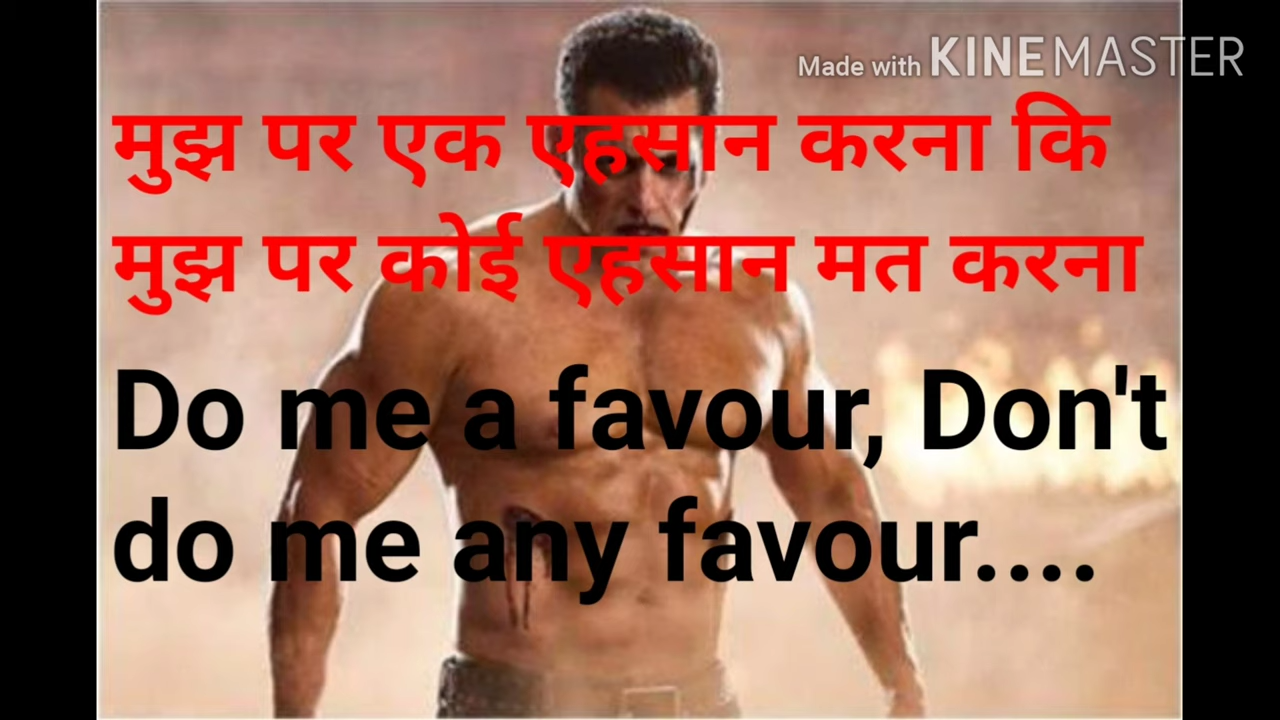 Made with KINEMASTER
मुझ पर एक एहसान करना कि
मुझ पर कोई एहसान मत करना
Do me a favour, Don't
do me any favour....